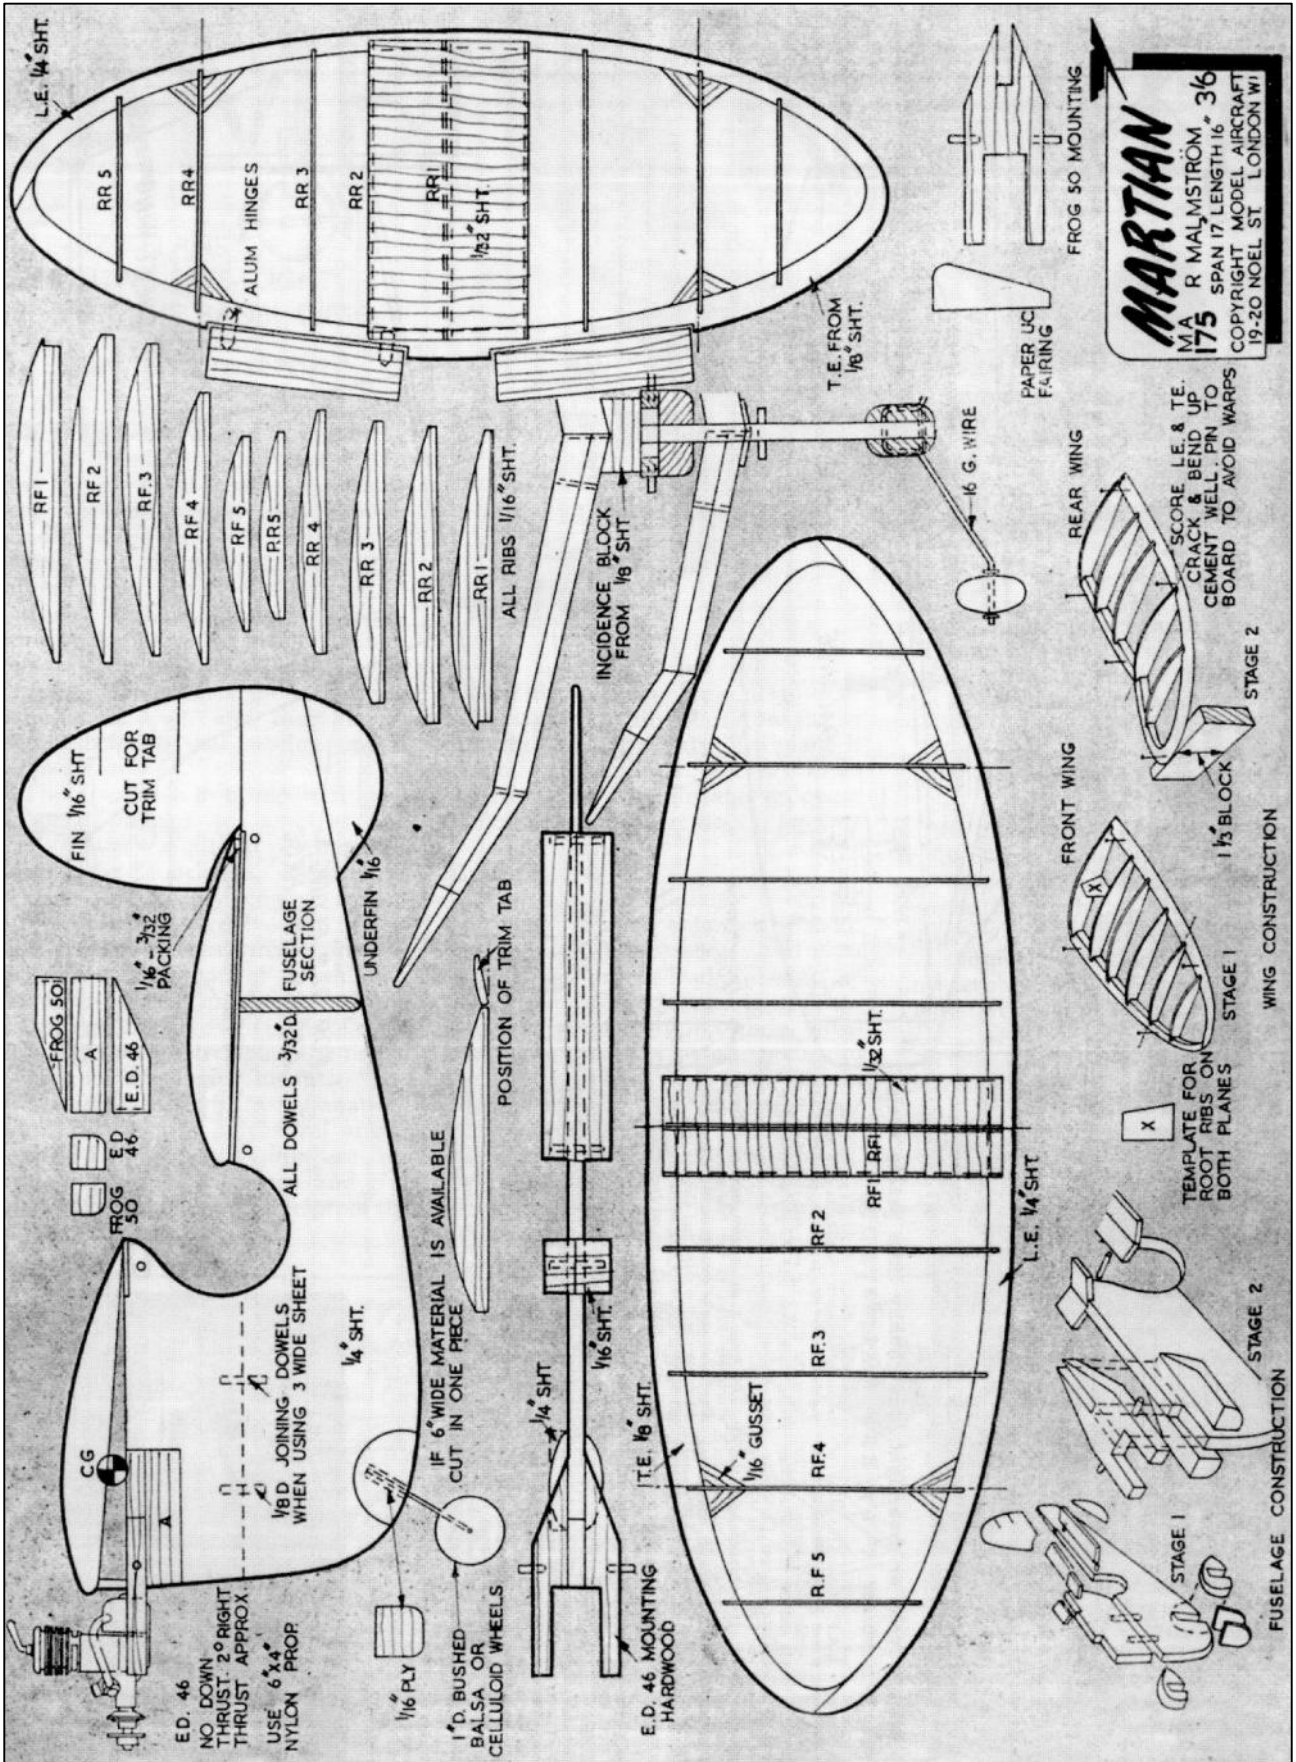 FIN 1/16" SHT
CUT FOR
TRIM TAB
1/16" - 3/32"
PACKING
FUSELAGE
SECTION
UNDERFIN 1/16"
ALL DOWELS 3/32"D.
FROG 50
A
E.D. 46
FROG
50
E D
46
CG
A
1/8"D JOINING DOWELS
WHEN USING 3" WIDE SHEET
1/4" SHT.
IF 6" WIDE MATERIAL IS AVAILABLE
CUT IN ONE PIECE
E.D. 46
NO DOWN
THRUST. 2° RIGHT
THRUST APPROX
USE 6"X4"
NYLON PROP.
1/16" PLY
1"D. BUSHED
BALSA OR
CELLULOID WHEELS
E.D. 46 MOUNTING
HARDWOOD
1/4" SHT
1/16" SHT.
POSITION OF TRIM TAB
RF 1
RF 2
RF.3
RF 4
RF 5
RR5
RR 4
RR 3
RR2
RR1
ALL RIBS 1/16" SHT.
L.E. 1/4" SHT.
RR 5
RR4
ALUM HINGES
RR 3
RR 2
RR 1
1/32" SHT.
T.E. FROM
1/8" SHT.
INCIDENCE BLOCK
FROM 1/8" SHT
16 G. WIRE
PAPER UC
FAIRING
FROG 50 MOUNTING
T.E. 1/8" SHT.
1/16" GUSSET
R.F 5
RF.4
RF.3
RF 2
RF1
RF1
1/32" SHT.
L.E. 1/4" SHT.
FUSELAGE CONSTRUCTION
STAGE 1
STAGE 2
TEMPLATE FOR
ROOT RIBS ON
BOTH PLANES
X
FRONT WING
X
STAGE 1
REAR WING
STAGE 2
1 1/3" BLOCK
WING CONSTRUCTION
SCORE L.E. & T.E.
CRACK & BEND UP
CEMENT WELL. PIN TO
BOARD TO AVOID WARPS
MARTIAN
MA R MALMSTRÖM 3'6
175 SPAN 17" LENGTH 16"
COPYRIGHT MODEL AIRCRAFT
19-20 NOEL ST. LONDON W1